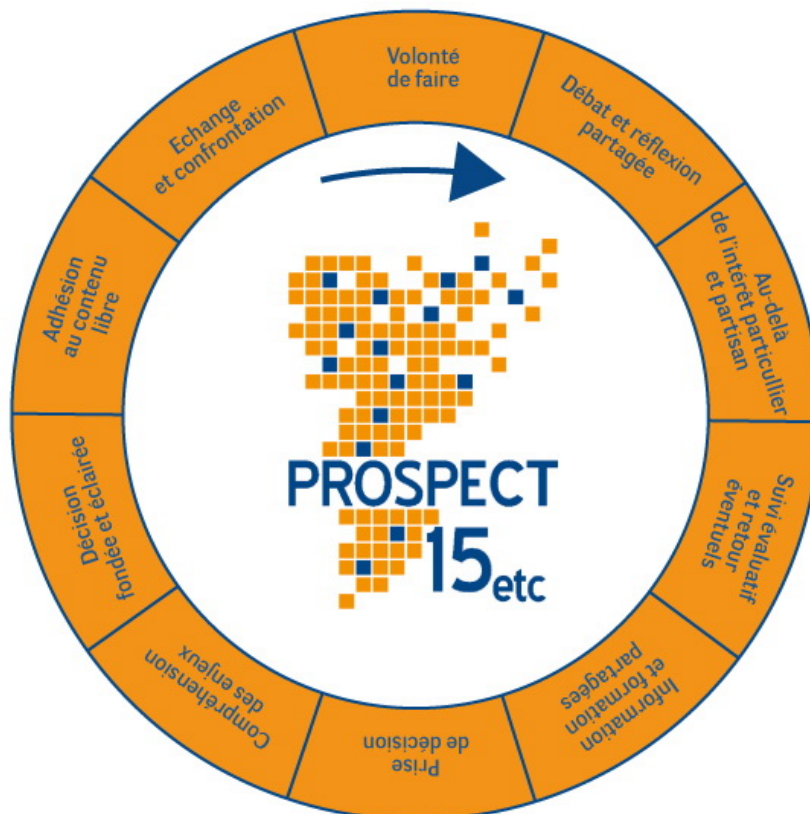 Volonté
de faire
Débat et réflexion
partagée
Au-delà
de l'intérêt particullier
et partisan
Suivi évaluatif
et retour
éventuels
Information
et formation
partagées
Prise
de décision
Compréhension
des enjeux
Décision
fondée et éclairée
Adhésion
au contenu
libre
Echange
et confrontation
PROSPECT
15etc